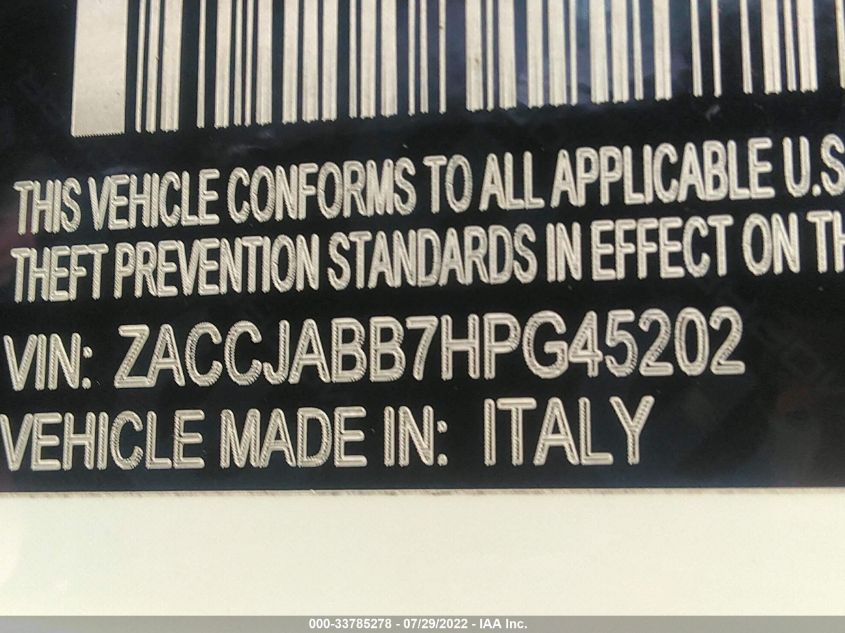 THIS VEHICLE CONFORMS TO ALL APPLICABLE U.S
THEFT PREVENTION STANDARDS IN EFFECT ON TH
VIN: ZACCJABB7HPG45202
VEHICLE MADE IN: ITALY
000-33785278 - 07/29/2022 - IAA Inc.